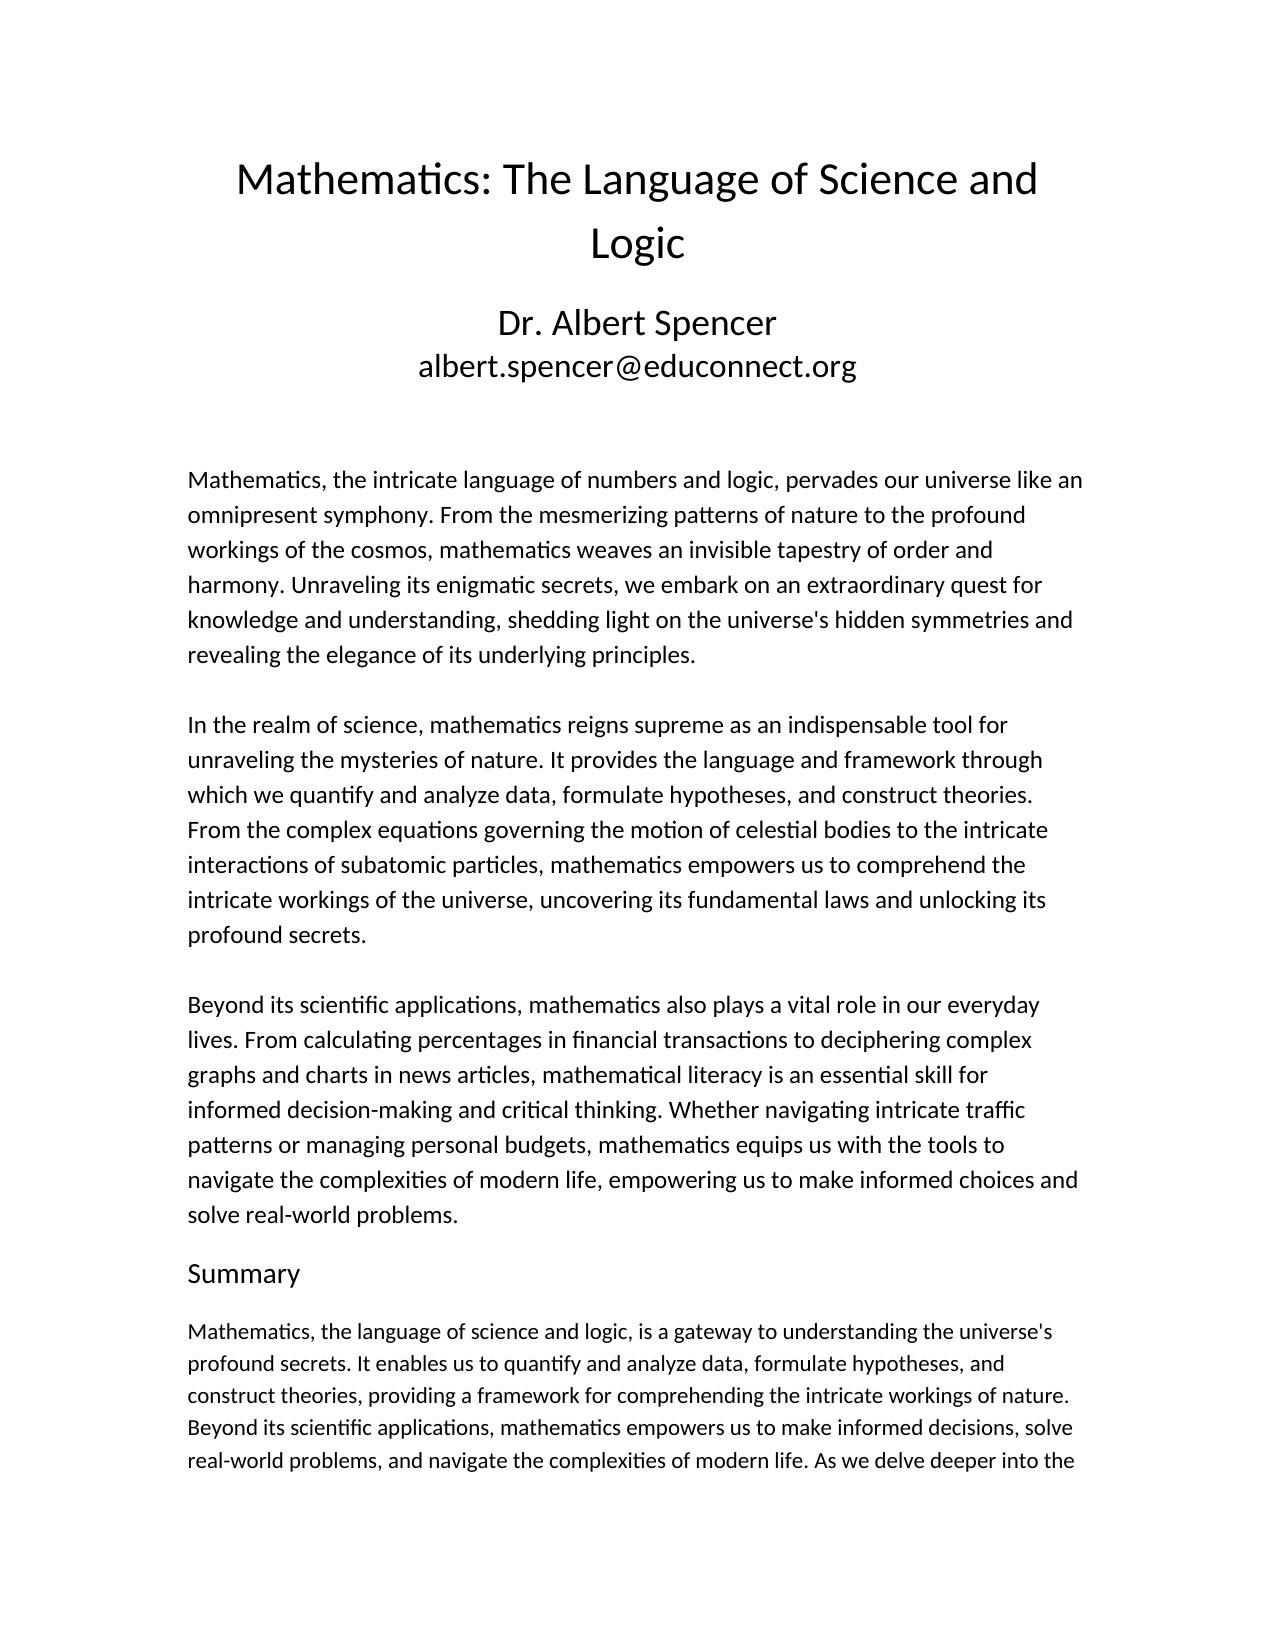 Mathematics: The Language of Science and
Logic
Dr. Albert Spencer
albert.spencer@educonnect.org
Mathematics, the intricate language of numbers and logic, pervades our universe like an
omnipresent symphony. From the mesmerizing patterns of nature to the profound
workings of the cosmos, mathematics weaves an invisible tapestry of order and
harmony. Unraveling its enigmatic secrets, we embark on an extraordinary quest for
knowledge and understanding, shedding light on the universe's hidden symmetries and
revealing the elegance of its underlying principles.
In the realm of science, mathematics reigns supreme as an indispensable tool for
unraveling the mysteries of nature. It provides the language and framework through
which we quantify and analyze data, formulate hypotheses, and construct theories.
From the complex equations governing the motion of celestial bodies to the intricate
interactions of subatomic particles, mathematics empowers us to comprehend the
intricate workings of the universe, uncovering its fundamental laws and unlocking its
profound secrets.
Beyond its scientific applications, mathematics also plays a vital role in our everyday
lives. From calculating percentages in financial transactions to deciphering complex
graphs and charts in news articles, mathematical literacy is an essential skill for
informed decision-making and critical thinking. Whether navigating intricate traffic
patterns or managing personal budgets, mathematics equips us with the tools to
navigate the complexities of modern life, empowering us to make informed choices and
solve real-world problems.
Summary
Mathematics, the language of science and logic, is a gateway to understanding the universe's
profound secrets. It enables us to quantify and analyze data, formulate hypotheses, and
construct theories, providing a framework for comprehending the intricate workings of nature.
Beyond its scientific applications, mathematics empowers us to make informed decisions, solve
real-world problems, and navigate the complexities of modern life. As we delve deeper into the